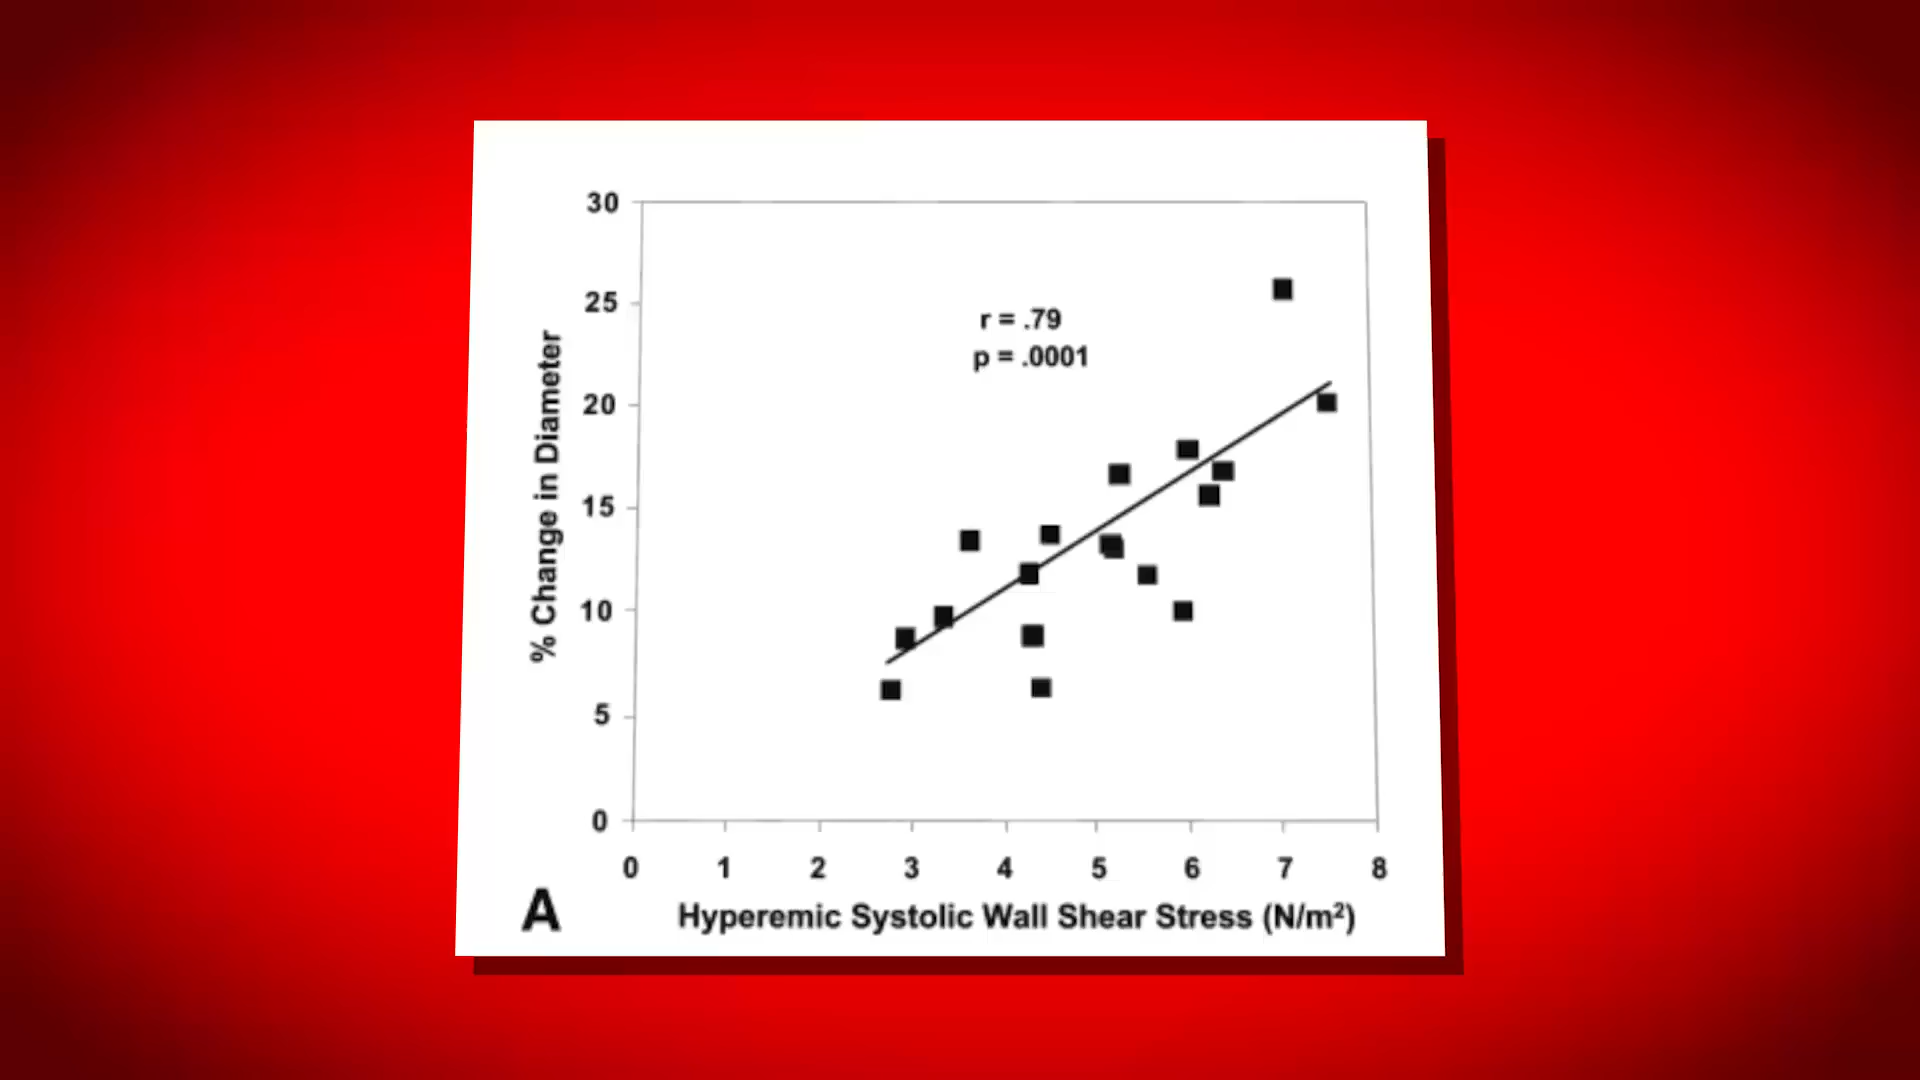 30
25
20
15
10
5
0
% Change in Diameter
r = .79
p = .0001
0 1 2 3 4 5 6 7 8
A
Hyperemic Systolic Wall Shear Stress (N/m²)